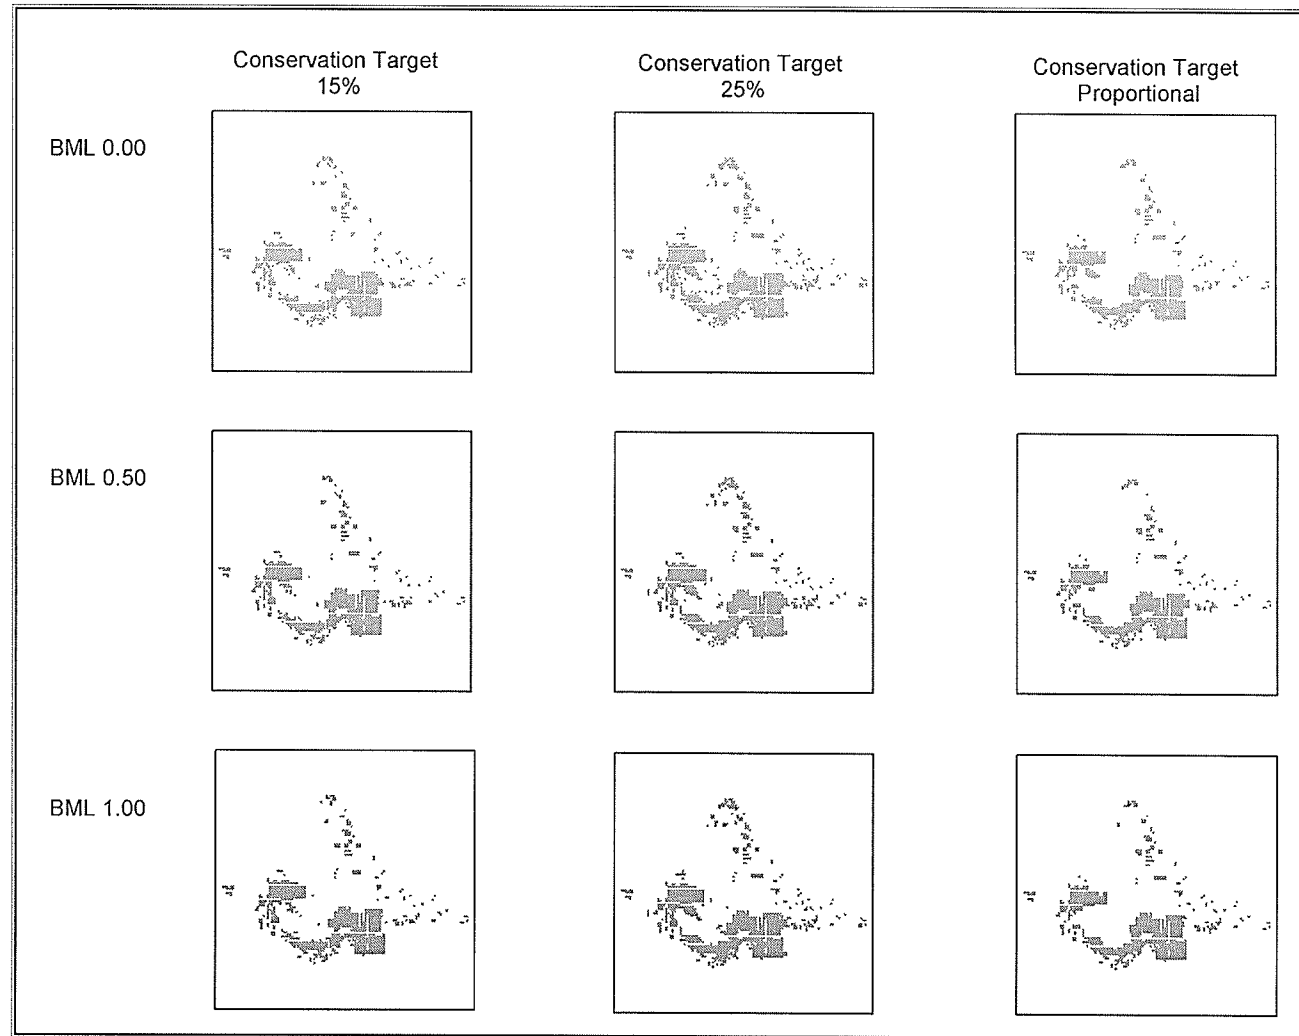 Conservation Target
15%
Conservation Target
25%
Conservation Target
Proportional
BML 0.00
BML 0.50
BML 1.00